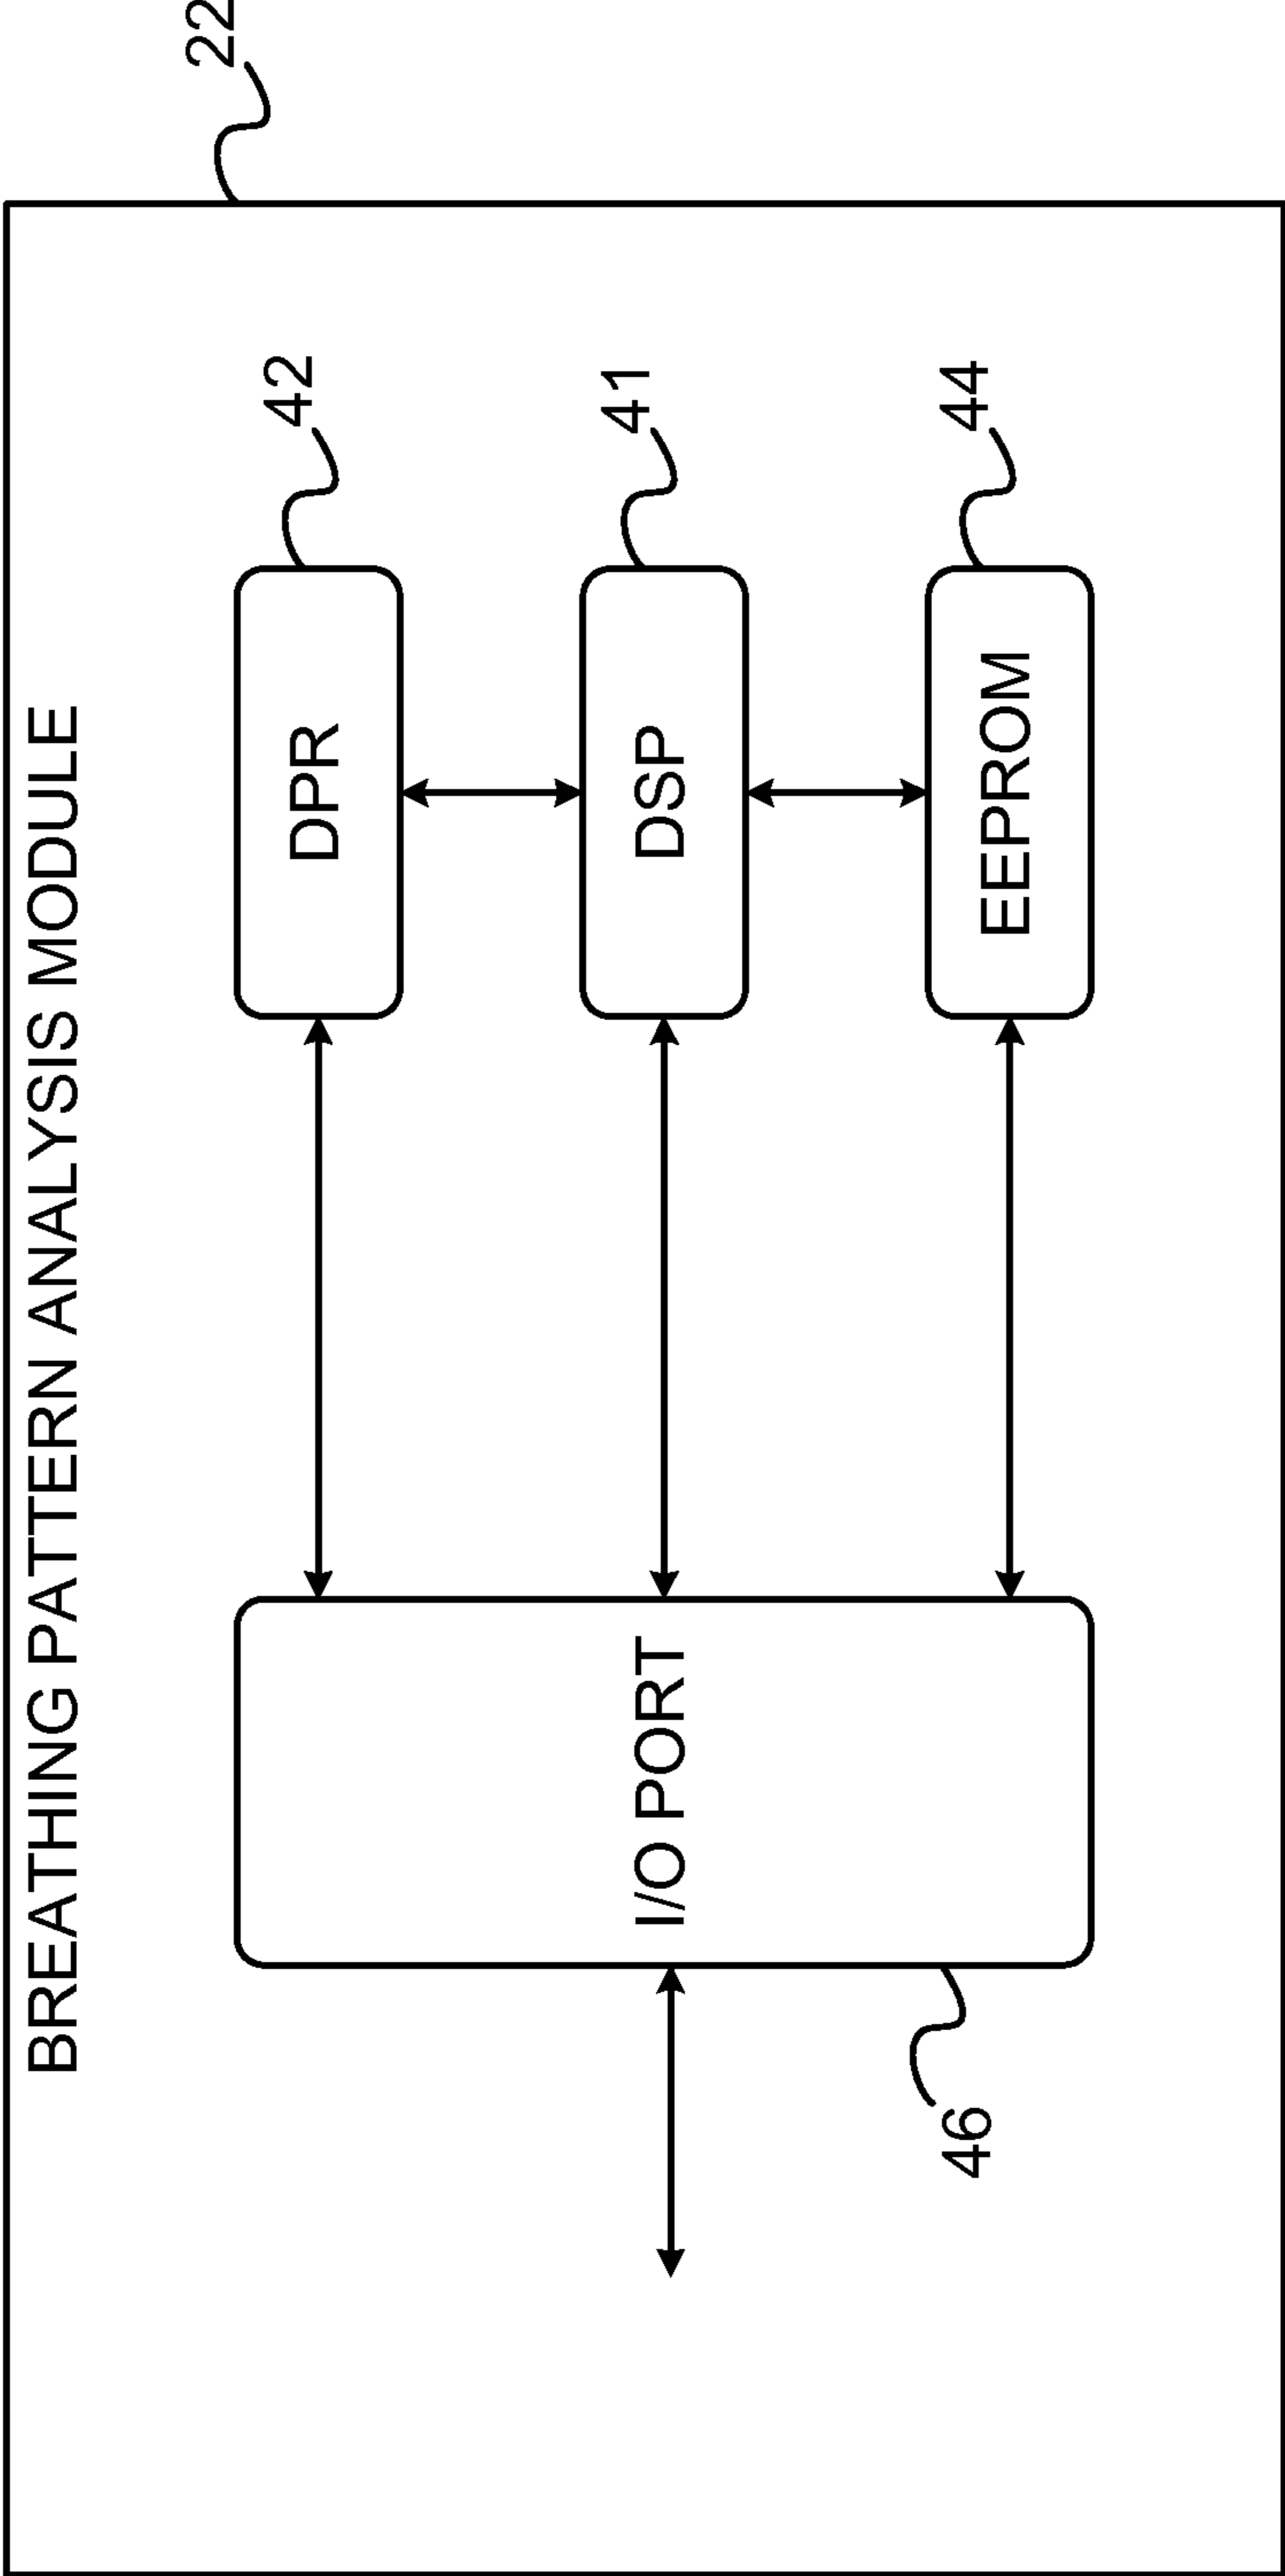 BREATHING PATTERN ANALYSIS MODULE
22
DPR
42
I/O PORT
DSP
41
EEPROM
44
46